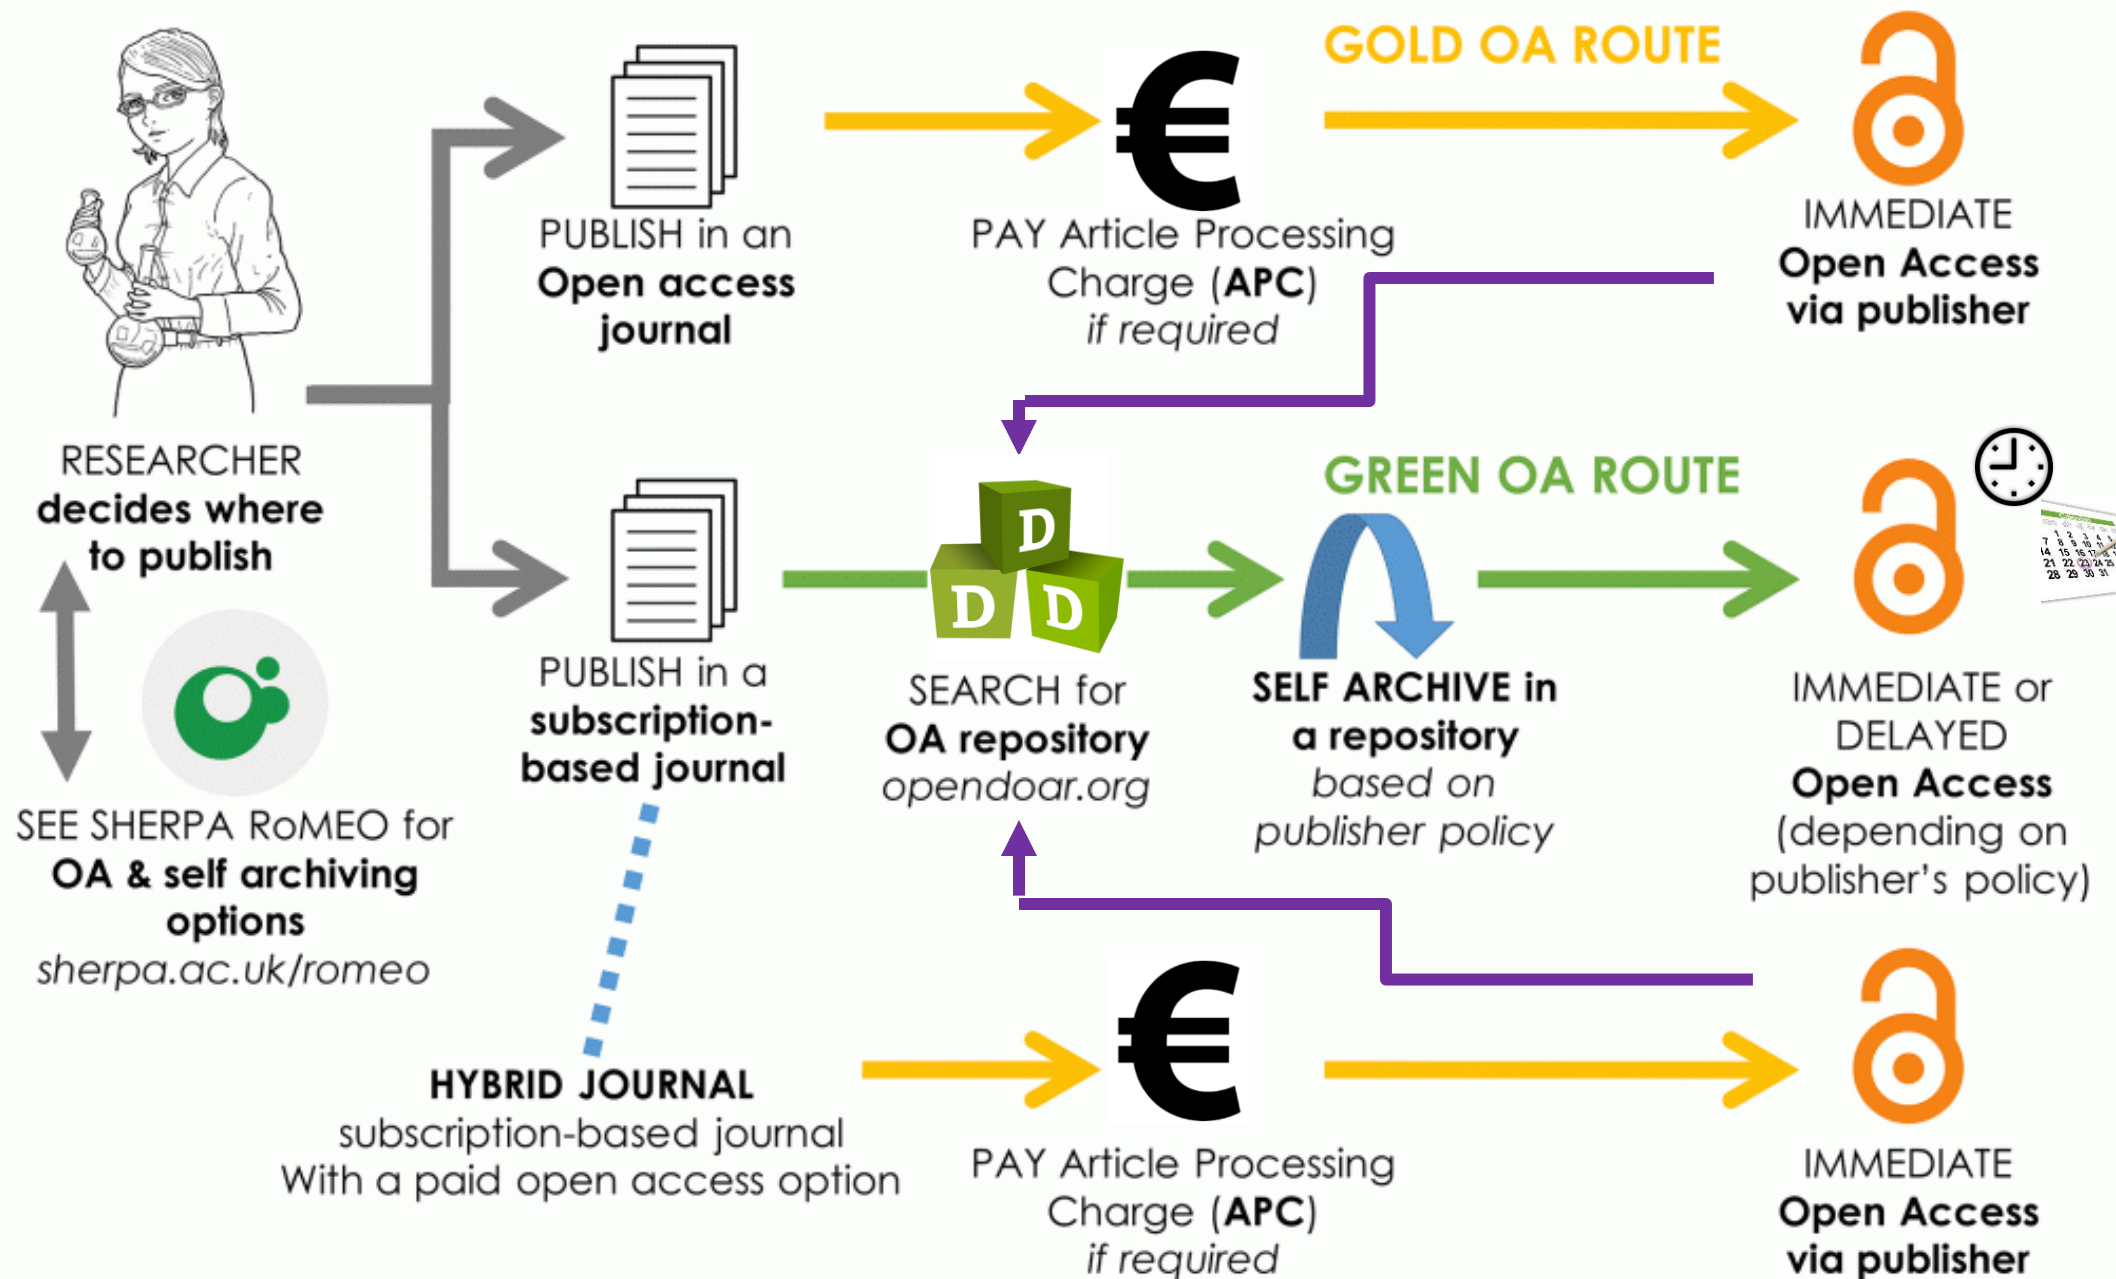 GOLD OA ROUTE
PUBLISH in an
Open access
journal
PAY Article Processing
Charge (APC)
if required
IMMEDIATE
Open Access
via publisher
RESEARCHER
decides where
to publish
SEE SHERPA RoMEO for
OA & self archiving
options
sherpa.ac.uk/romeo
GREEN OA ROUTE
PUBLISH in a
subscription-
based journal
D
D D
SEARCH for
OA repository
opendoar.org
SELF ARCHIVE in
a repository
based on
publisher policy
IMMEDIATE or
DELAYED
Open Access
(depending on
publisher's policy)
HYBRID JOURNAL
subscription-based journal
With a paid open access option
PAY Article Processing
Charge (APC)
if required
IMMEDIATE
Open Access
via publisher